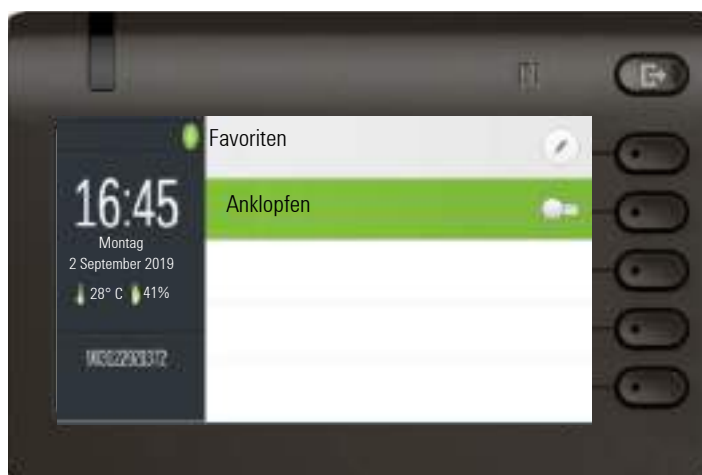 Favoriten
Anklopfen
16:45
Montag
2 September 2019
28° C 41%